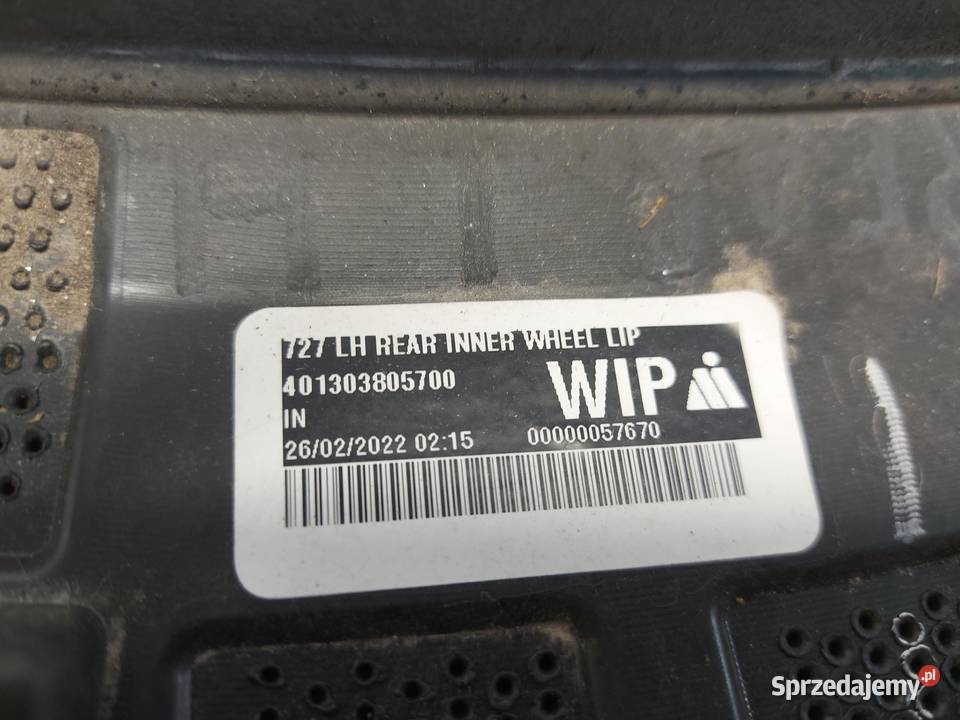 727 LH REAR INNER WHEEL LIP
401303805700
WIP
IN
26/02/2022 02:15 00000057670
Sprzedajemy.pl